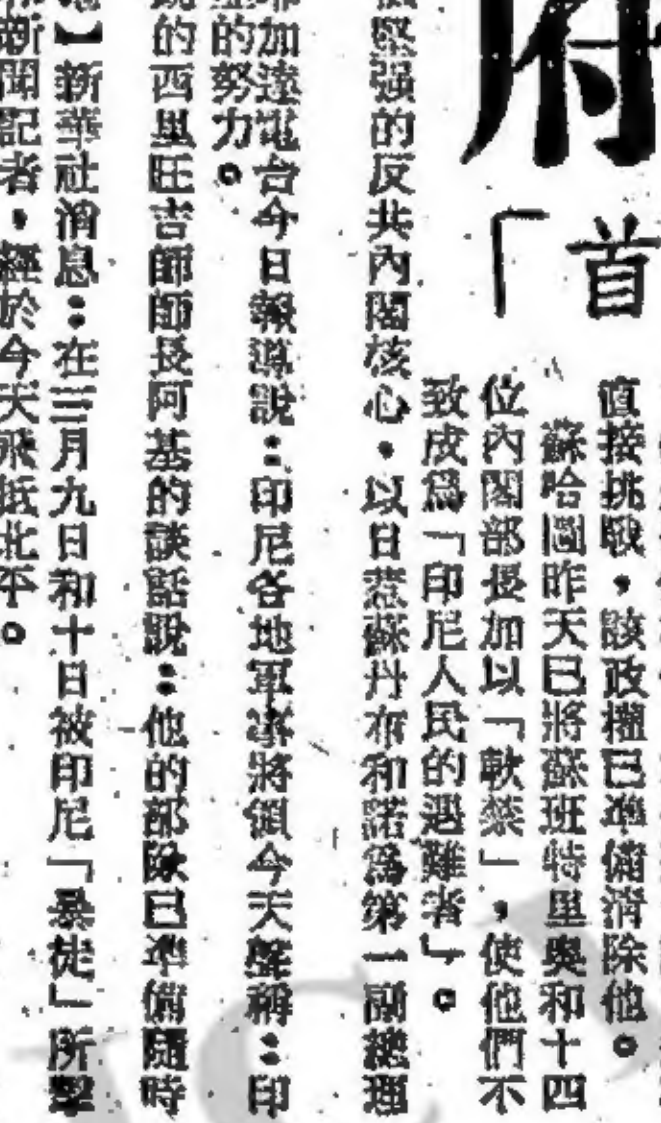 府
「首
直接挑戰，該政權已準備清除他。
蘇哈圖昨天已將蘇班特里奧和十四
位內閣部長加以「軟禁」，使他們不
致成爲「印尼人民的遇難者」。
堅强的反共內閣核心，以日惹蘇丹布和諾爲第一副總理
加達電台今日報導說：印尼各地軍事將領今天聲稱：印
的努力。
的西里旺吉師師長阿基的談話說：他的部隊已準備隨時
】新華社消息：在三月九日和十日被印尼「暴徒」所擊
新聞記者，經於今天飛抵北平。